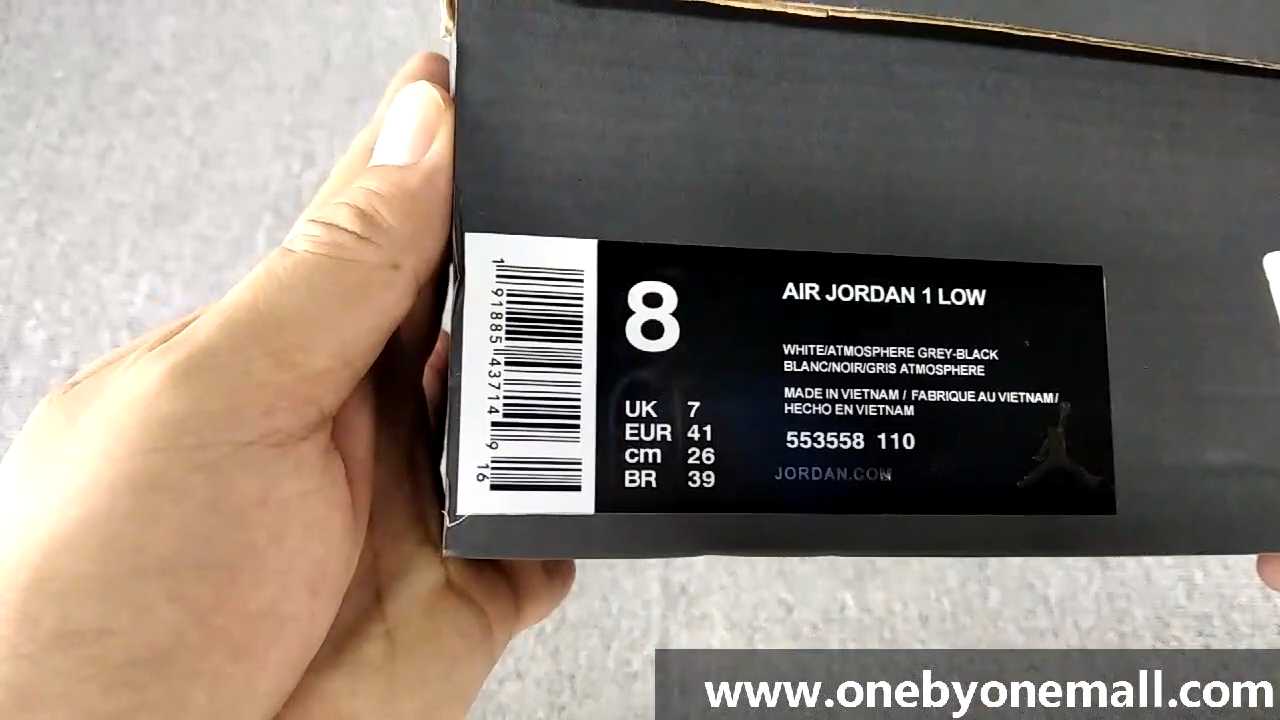 1 91885 43714 9 16
8
UK 7
EUR 41
cm 26
BR 39
AIR JORDAN 1 LOW
WHITE/ATMOSPHERE GREY-BLACK
BLANC/NOIR/GRIS ATMOSPHERE
MADE IN VIETNAM / FABRIQUE AU VIETNAM/
HECHO EN VIETNAM
553558 110
JORDAN.COM
www.onebyonemall.com